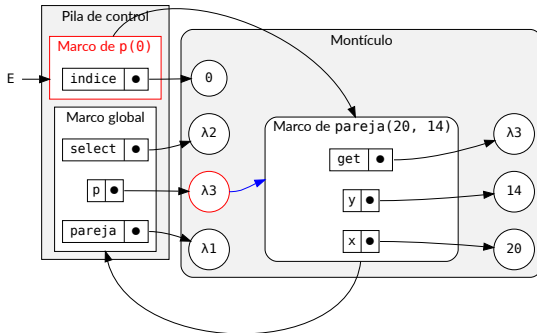 Pila de control
Marco de p(0)
E
indice
0
Marco global
select
λ2
p
λ3
pareja
λ1
Montículo
Marco de pareja(20, 14)
get
λ3
y
14
x
20